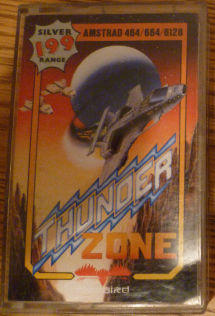 SILVER
199
RANGE
AMSTRAD 464/664/6128
THUNDER
ZONE